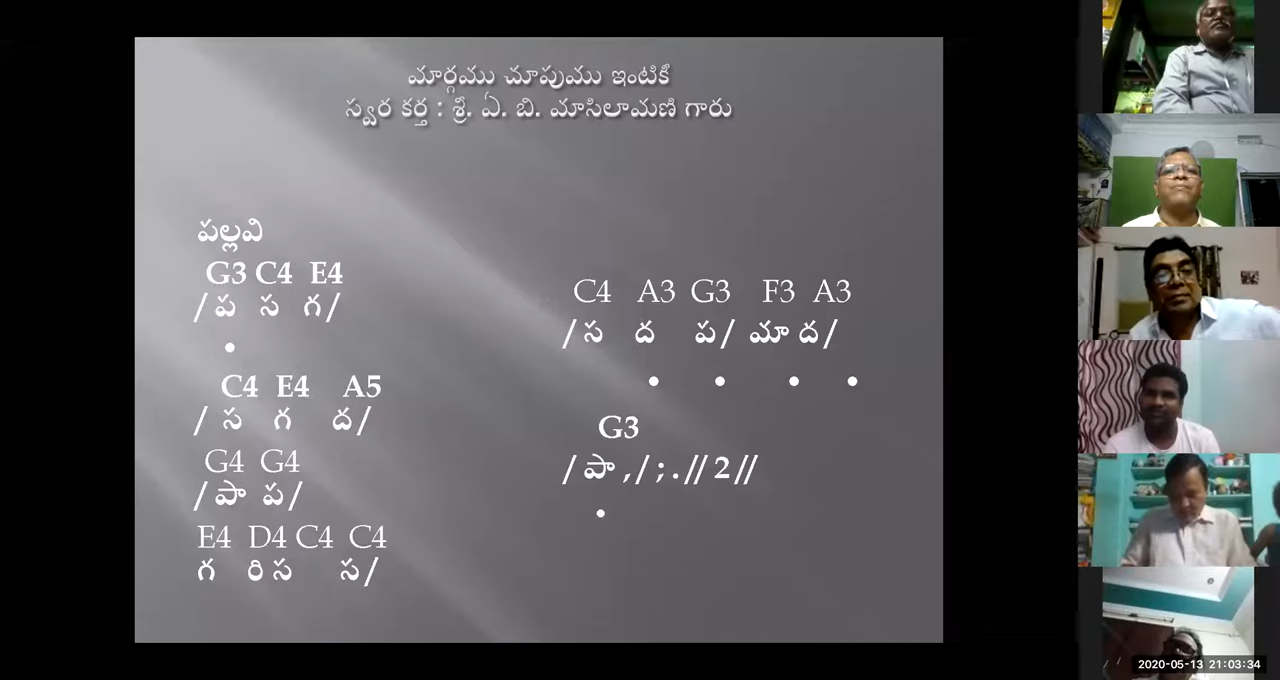 మార్గము చూపుము ఇంటికి
స్వర కర్త : శ్రీ. ఏ. బి. మాసిలామణి గారు
పల్లవి
G3 C4 E4
/ ప స గ /
•
C4 E4 A5
/ స గ ద /
G4 G4
/ పా ప /
E4 D4 C4 C4
గ రి స స /
C4 A3 G3 F3 A3
/ స ద ప / మా ద /
• • • •
G3
/ పా , / ; . // 2 //
•
2020-05-13 21:03:34